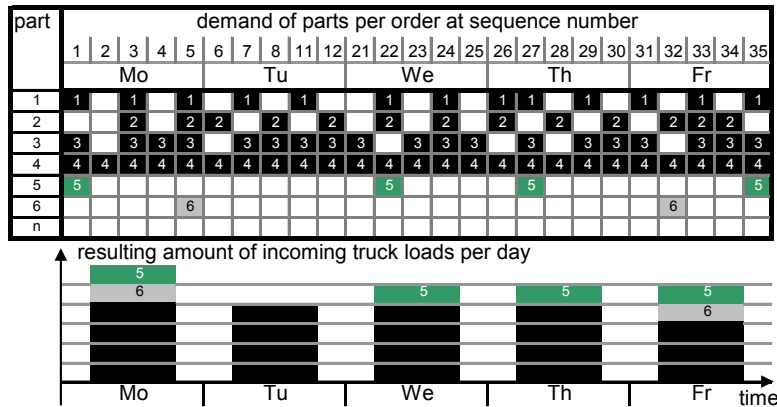 part demand of parts per order at sequence number
1 2 3 4 5 6 7 8 11 12 21 22 23 24 25 26 27 28 29 30 31 32 33 34 35
Mo Tu We Th Fr
1 1 1 1 1 1 1 1 1 1 1 1 1 1
2 2 2 2 2 2 2 2 2 2 2 2 2 2
3 3 3 3 3 3 3 3 3 3 3 3 3 3 3 3 3 3 3 3
4 4 4 4 4 4 4 4 4 4 4 4 4 4 4 4 4 4 4 4 4 4 4 4 4 4
5 5 5 5 5
6 6 6
n
resulting amount of incoming truck loads per day
5
6 5 5 5
6
Mo Tu We Th Fr time